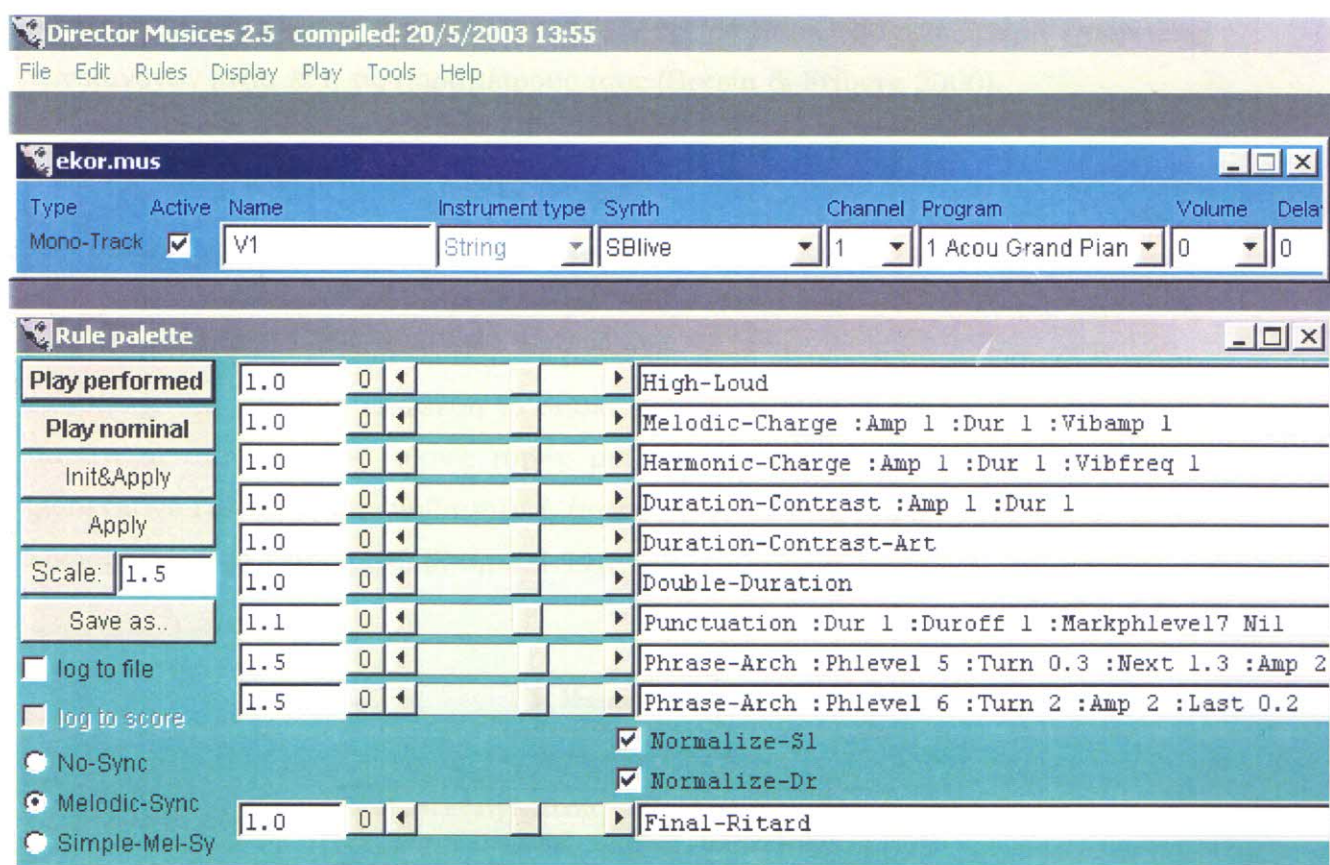 Director Musices 2.5 compiled: 20/5/2003 13:55
File Edit Rules Display Play Tools Help
ekor.mus
Type Active Name Instrument type Synth Channel Program Volume Delay
Mono-Track V1 String SBlive 1 1 Acou Grand Pian 0 0
Rule palette
Play performed 1.0 0 High-Loud
Play nominal 1.0 0 Melodic-Charge :Amp 1 :Dur 1 :Vibamp 1
Init&Apply 1.0 0 Harmonic-Charge :Amp 1 :Dur 1 :Vibfreq 1
Apply 1.0 0 Duration-Contrast :Amp 1 :Dur 1
1.0 0 Duration-Contrast-Art
Scale: 1.5 1.0 0 Double-Duration
Save as.. 1.1 0 Punctuation :Dur 1 :Duroff 1 :Markphlevel7 Nil
log to file 1.5 0 Phrase-Arch :Phlevel 5 :Turn 0.3 :Next 1.3 :Amp 2
log to score 1.5 0 Phrase-Arch :Phlevel 6 :Turn 2 :Amp 2 :Last 0.2
No-Sync Normalize-Sl
Normalize-Dr
Melodic-Sync 1.0 0 Final-Ritard
Simple-Mel-Sy